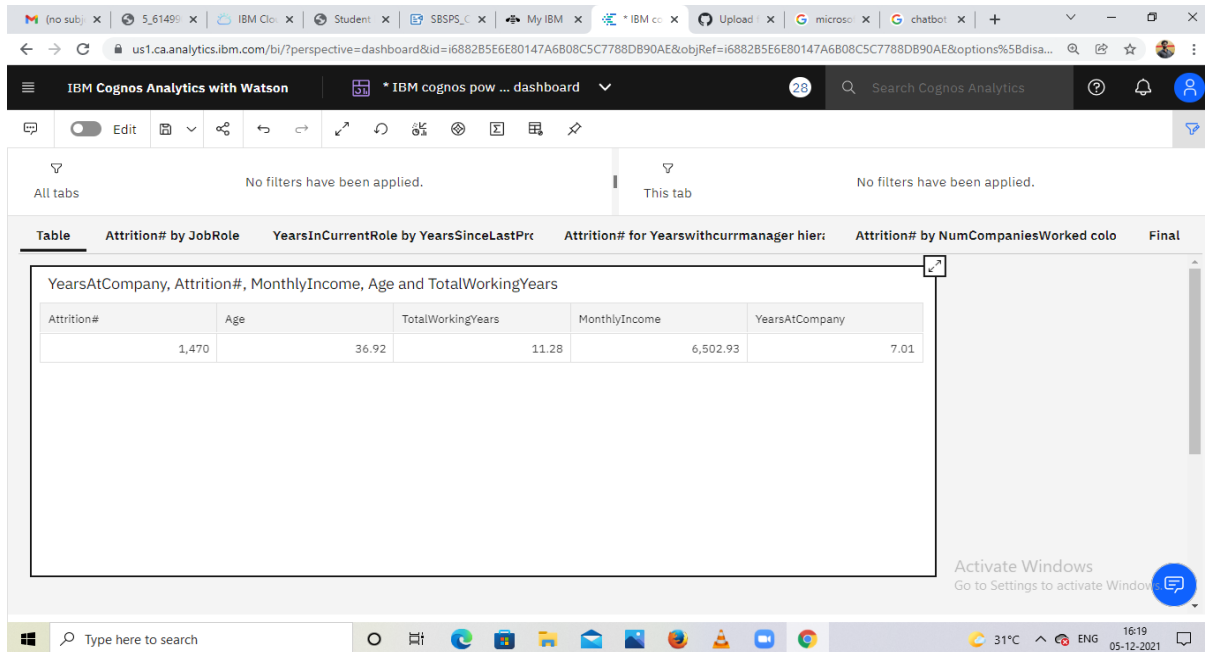 (no subj 5_61499 IBM Clou Student SBSPS_C My IBM * IBM co Upload microso chatbot
us1.ca.analytics.ibm.com/bi/?perspective=dashboard&id=i6882B5E6E80147A6B08C5C7788DB90AE&objRef=i6882B5E6E80147A6B08C5C7788DB90AE&options%5Bdisa...
IBM Cognos Analytics with Watson * IBM cognos pow ... dashboard 28 Search Cognos Analytics
Edit
All tabs No filters have been applied. This tab No filters have been applied.
Table Attrition# by JobRole YearsInCurrentRole by YearsSinceLastPro Attrition# for Yearswithcurrmanager hiera Attrition# by NumCompaniesWorked colo Final
YearsAtCompany, Attrition#, MonthlyIncome, Age and TotalWorkingYears
Attrition# Age TotalWorkingYears MonthlyIncome YearsAtCompany
1,470 36.92 11.28 6,502.93 7.01
Activate Windows
Go to Settings to activate Windows.
Type here to search 31°C ENG 16:19
05-12-2021